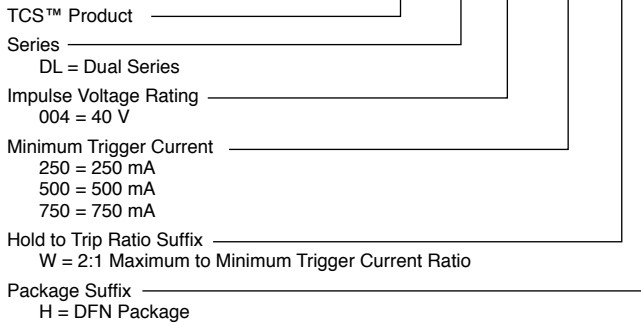 TCS™ Product
Series
DL = Dual Series
Impulse Voltage Rating
004 = 40 V
Minimum Trigger Current
250 = 250 mA
500 = 500 mA
750 = 750 mA
Hold to Trip Ratio Suffix
W = 2:1 Maximum to Minimum Trigger Current Ratio
Package Suffix
H = DFN Package